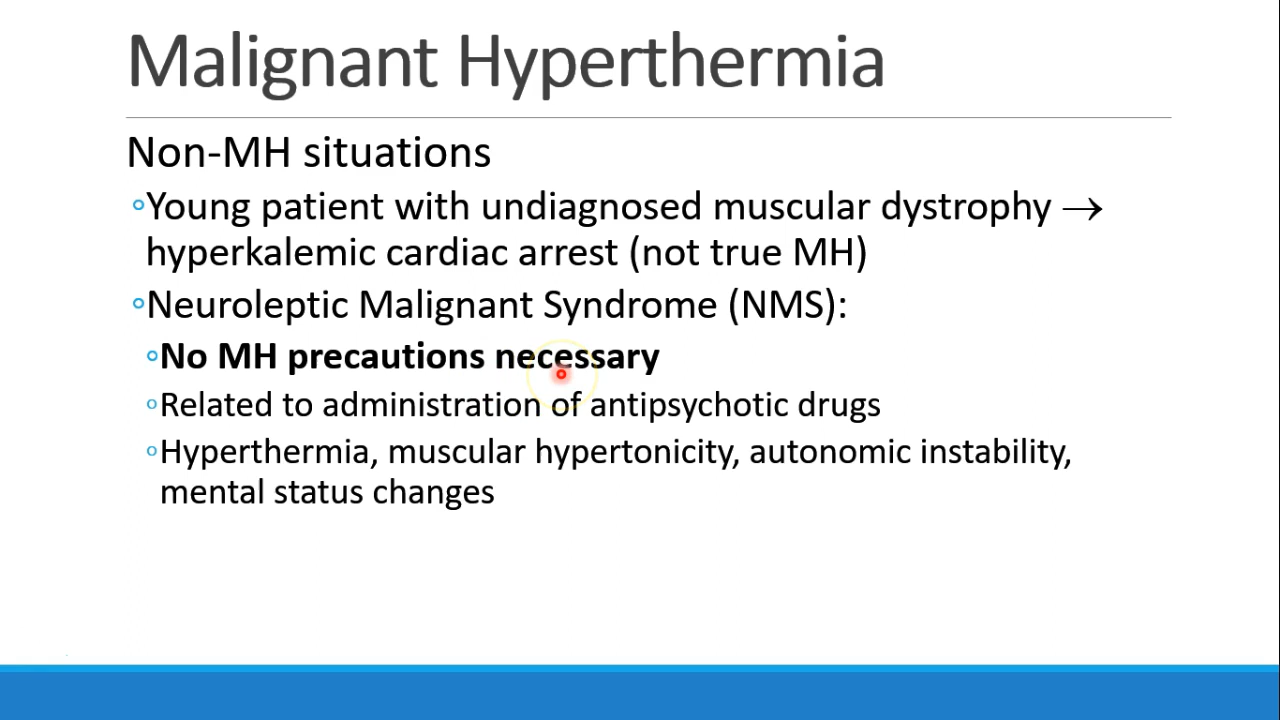 Malignant Hyperthermia
Non-MH situations
◦Young patient with undiagnosed muscular dystrophy →
hyperkalemic cardiac arrest (not true MH)
◦Neuroleptic Malignant Syndrome (NMS):
◦No MH precautions necessary
◦Related to administration of antipsychotic drugs
◦Hyperthermia, muscular hypertonicity, autonomic instability,
mental status changes